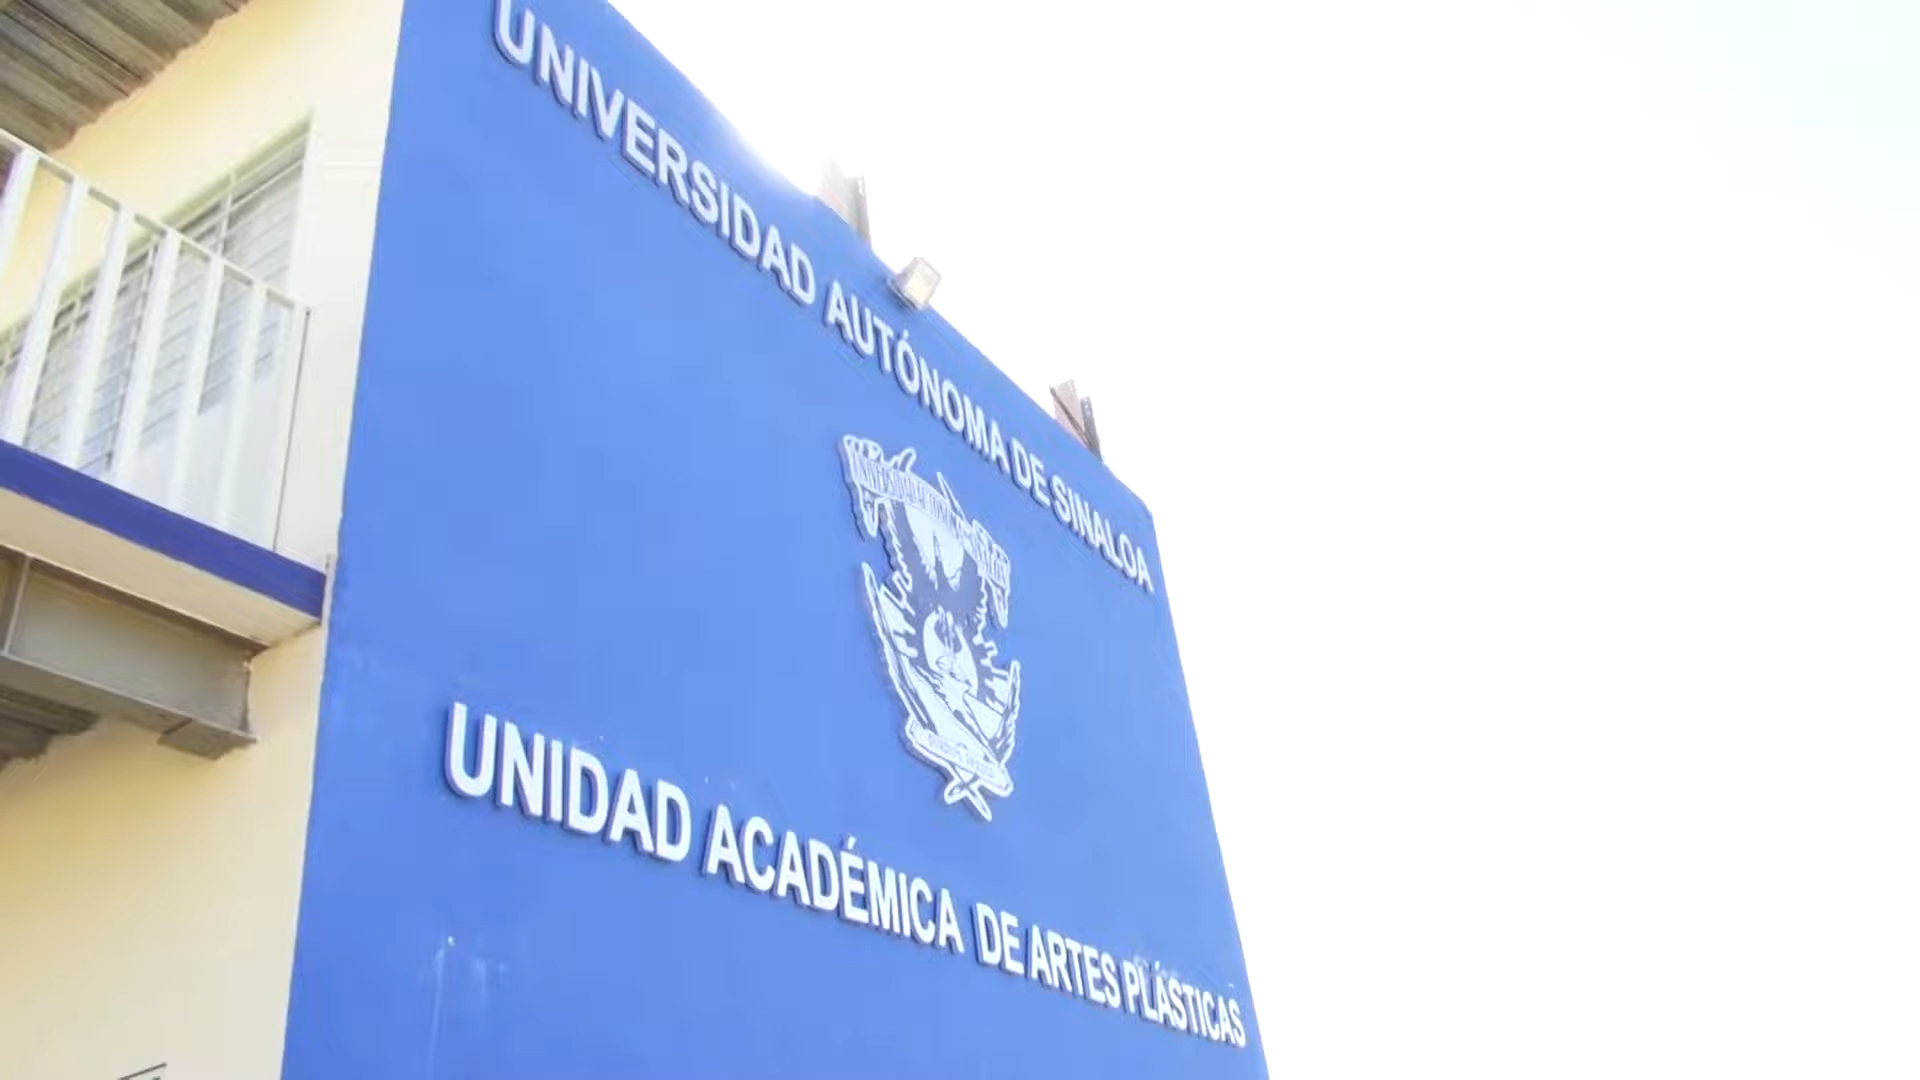 UNIVERSIDAD AUTÓNOMA DE SINALOA
UNIDAD ACADÉMICA DE ARTES PLÁSTICAS